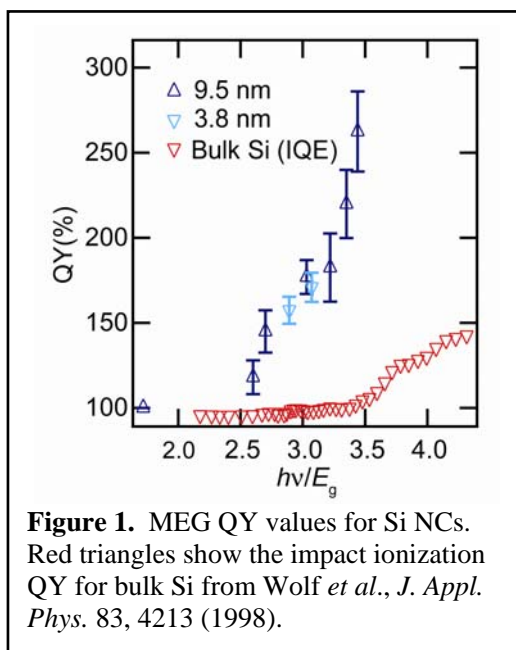 300
250
200
150
100
QY(%)
9.5 nm
3.8 nm
Bulk Si (IQE)
2.0 2.5 3.0 3.5 4.0
hν/Eg
Figure 1. MEG QY values for Si NCs.
Red triangles show the impact ionization
QY for bulk Si from Wolf et al., J. Appl.
Phys. 83, 4213 (1998).